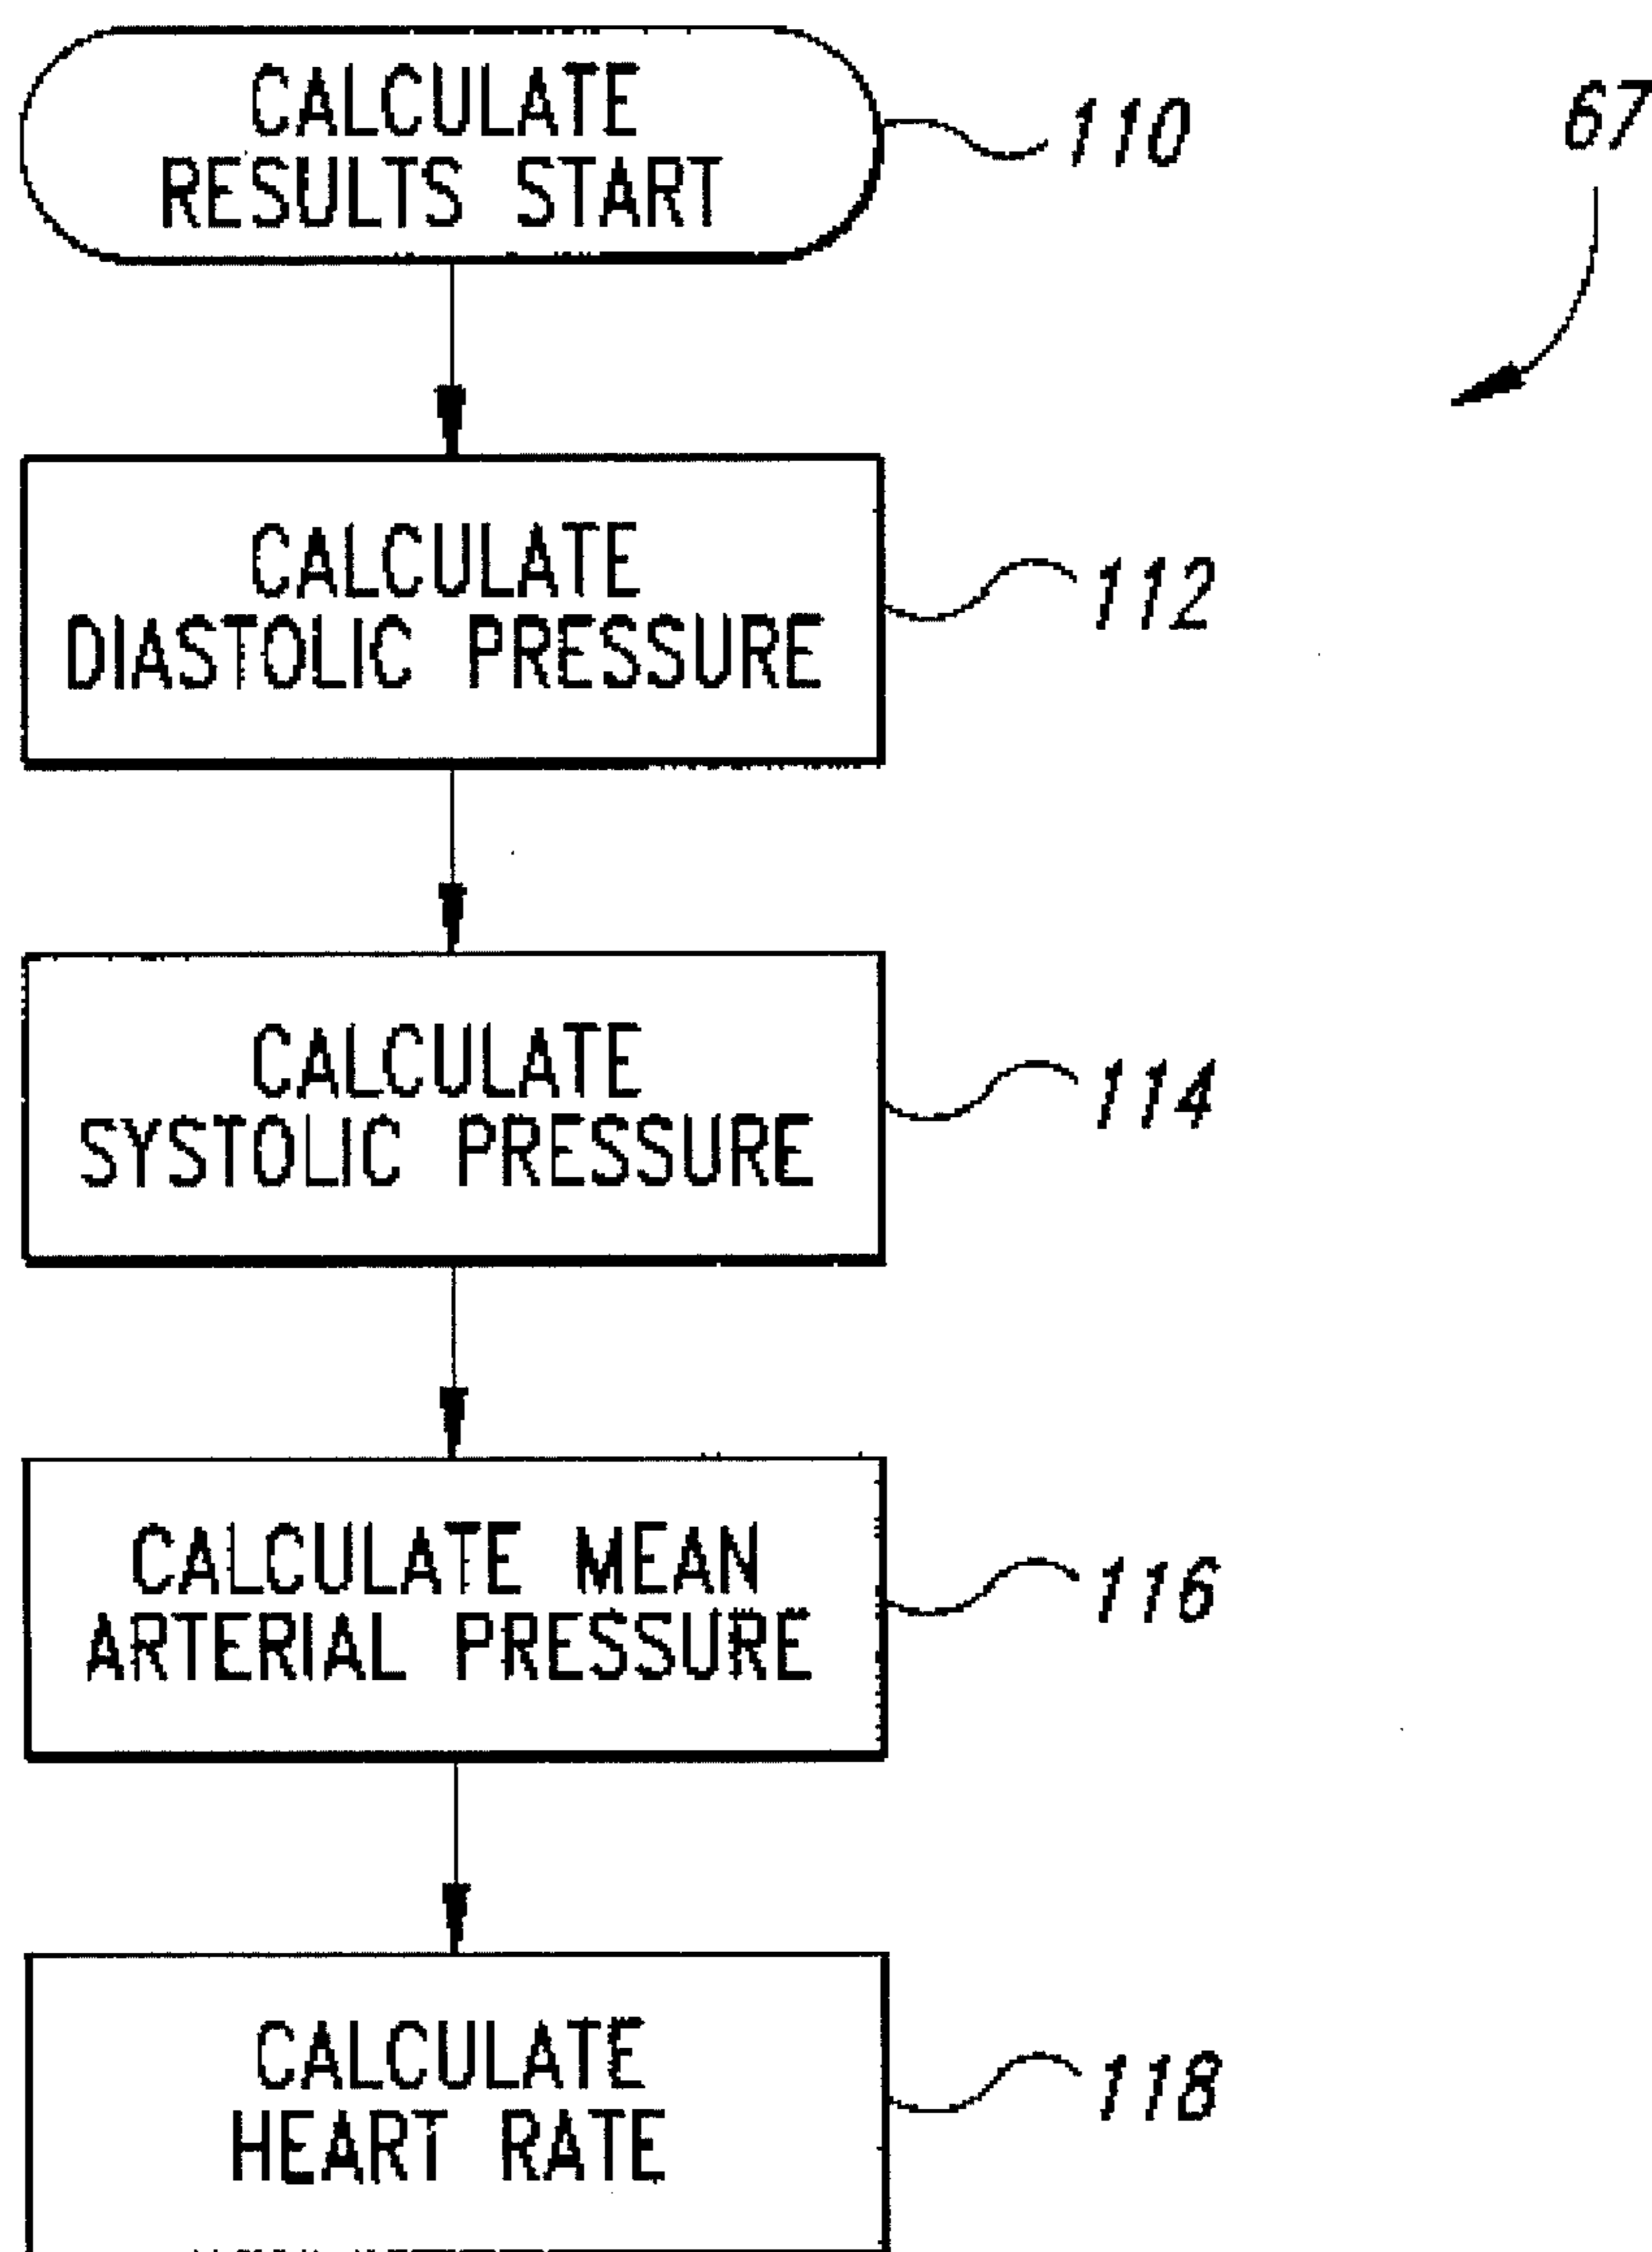 CALCULATE
RESULTS START
110
67
CALCULATE
DIASTOLIC PRESSURE
112
CALCULATE
SYSTOLIC PRESSURE
114
CALCULATE MEAN
ARTERIAL PRESSURE
116
CALCULATE
HEART RATE
118